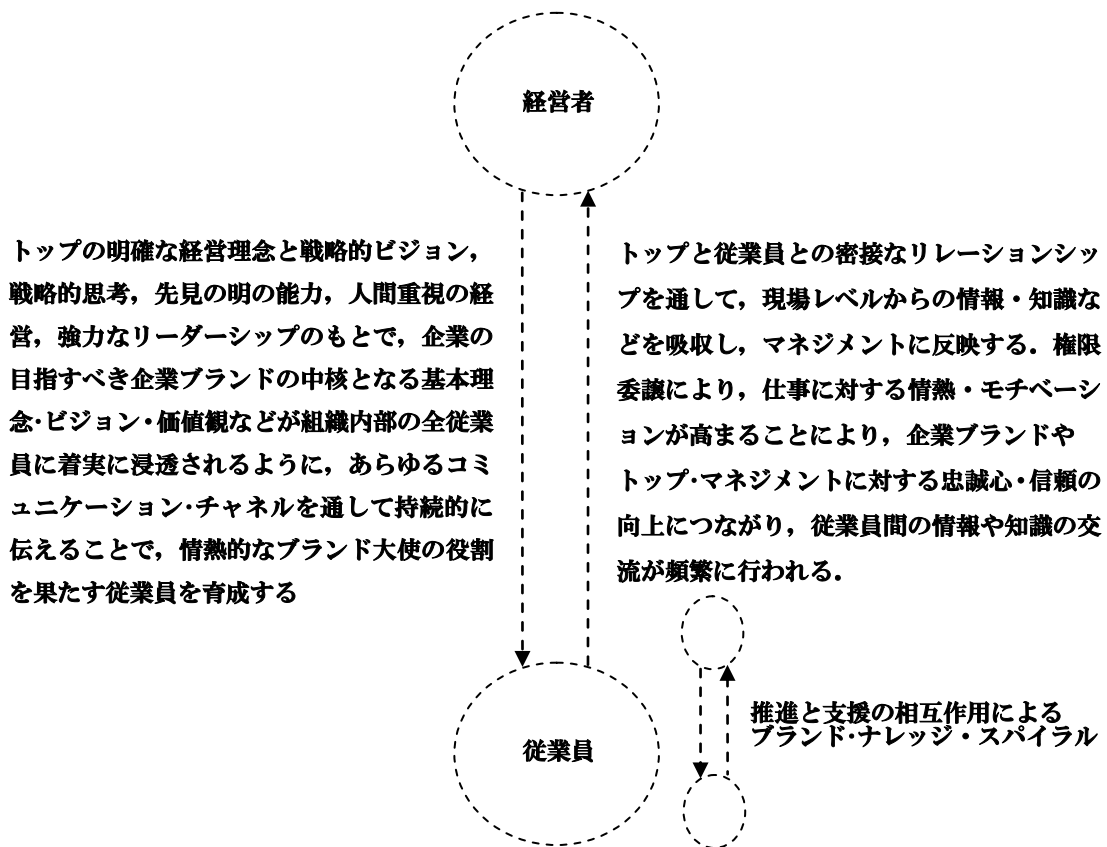 経営者
トップの明確な経営理念と戦略的ビジョン，
戦略的思考，先見の明の能力，人間重視の経
営，強力なリーダーシップのもとで，企業の
目指すべき企業ブランドの中核となる基本理
念･ビジョン・価値観などが組織内部の全従業
員に着実に浸透されるように，あらゆるコミ
ュニケーション･チャネルを通して持続的に
伝えることで，情熱的なブランド大使の役割
を果たす従業員を育成する
トップと従業員との密接なリレーションシッ
プを通して，現場レベルからの情報・知識な
どを吸収し，マネジメントに反映する．権限
委譲により，仕事に対する情熱・モチベーシ
ョンが高まることにより，企業ブランドや
トップ･マネジメントに対する忠誠心・信頼の
向上につながり，従業員間の情報や知識の交
流が頻繁に行われる．
従業員
推進と支援の相互作用による
ブランド･ナレッジ・スパイラル